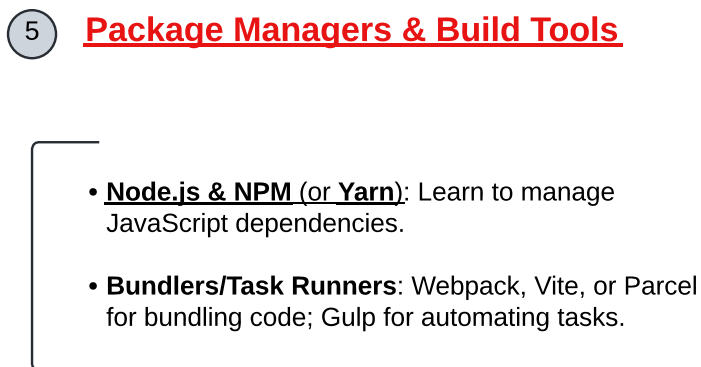 5 Package Managers & Build Tools
• Node.js & NPM (or Yarn): Learn to manage
JavaScript dependencies.
• Bundlers/Task Runners: Webpack, Vite, or Parcel
for bundling code; Gulp for automating tasks.